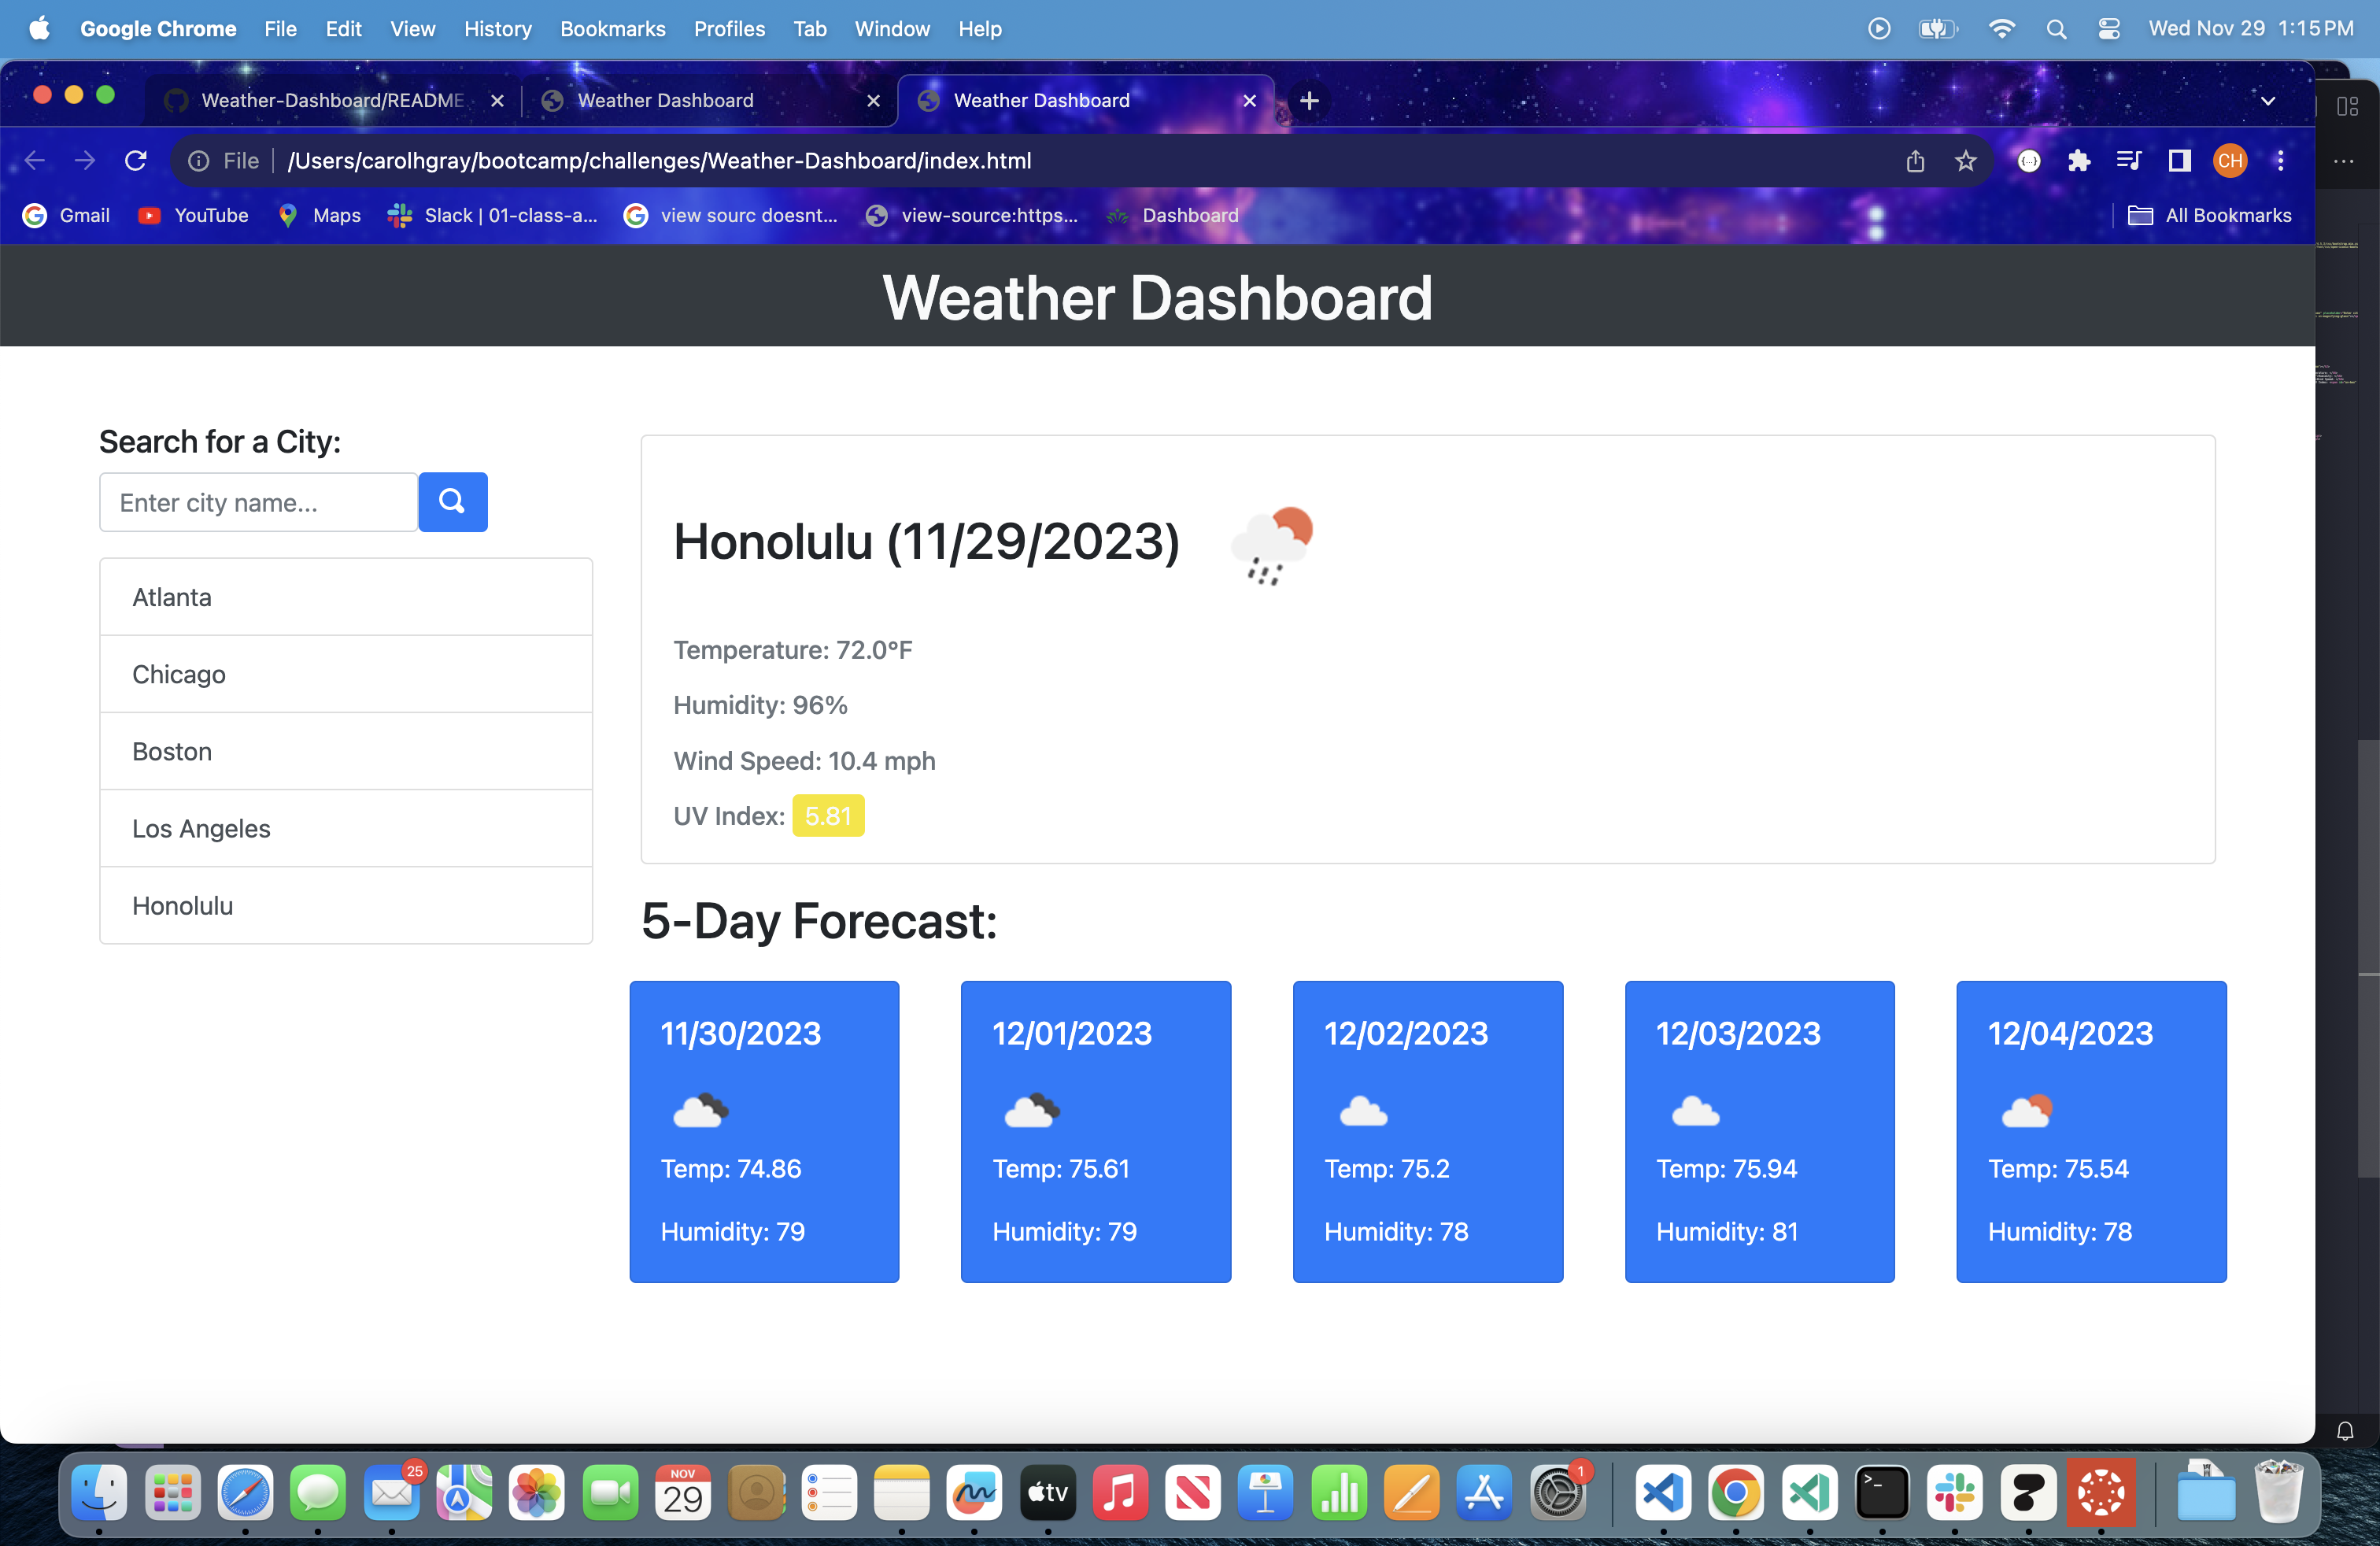 Google Chrome File Edit View History Bookmarks Profiles Tab Window Help Wed Nov 29 1:15 PM
Weather-Dashboard/README Weather Dashboard Weather Dashboard
File /Users/carolhgray/bootcamp/challenges/Weather-Dashboard/index.html CH
Gmail YouTube Maps Slack | 01-class-a... view sourc doesnt... view-source:https... Dashboard All Bookmarks
Weather Dashboard
Search for a City:
Enter city name...
Atlanta
Chicago
Boston
Los Angeles
Honolulu
Honolulu (11/29/2023)
Temperature: 72.0°F
Humidity: 96%
Wind Speed: 10.4 mph
UV Index: 5.81
5-Day Forecast:
11/30/2023 12/01/2023 12/02/2023 12/03/2023 12/04/2023
Temp: 74.86 Temp: 75.61 Temp: 75.2 Temp: 75.94 Temp: 75.54
Humidity: 79 Humidity: 79 Humidity: 78 Humidity: 81 Humidity: 78
25 1
NOV
29 tv